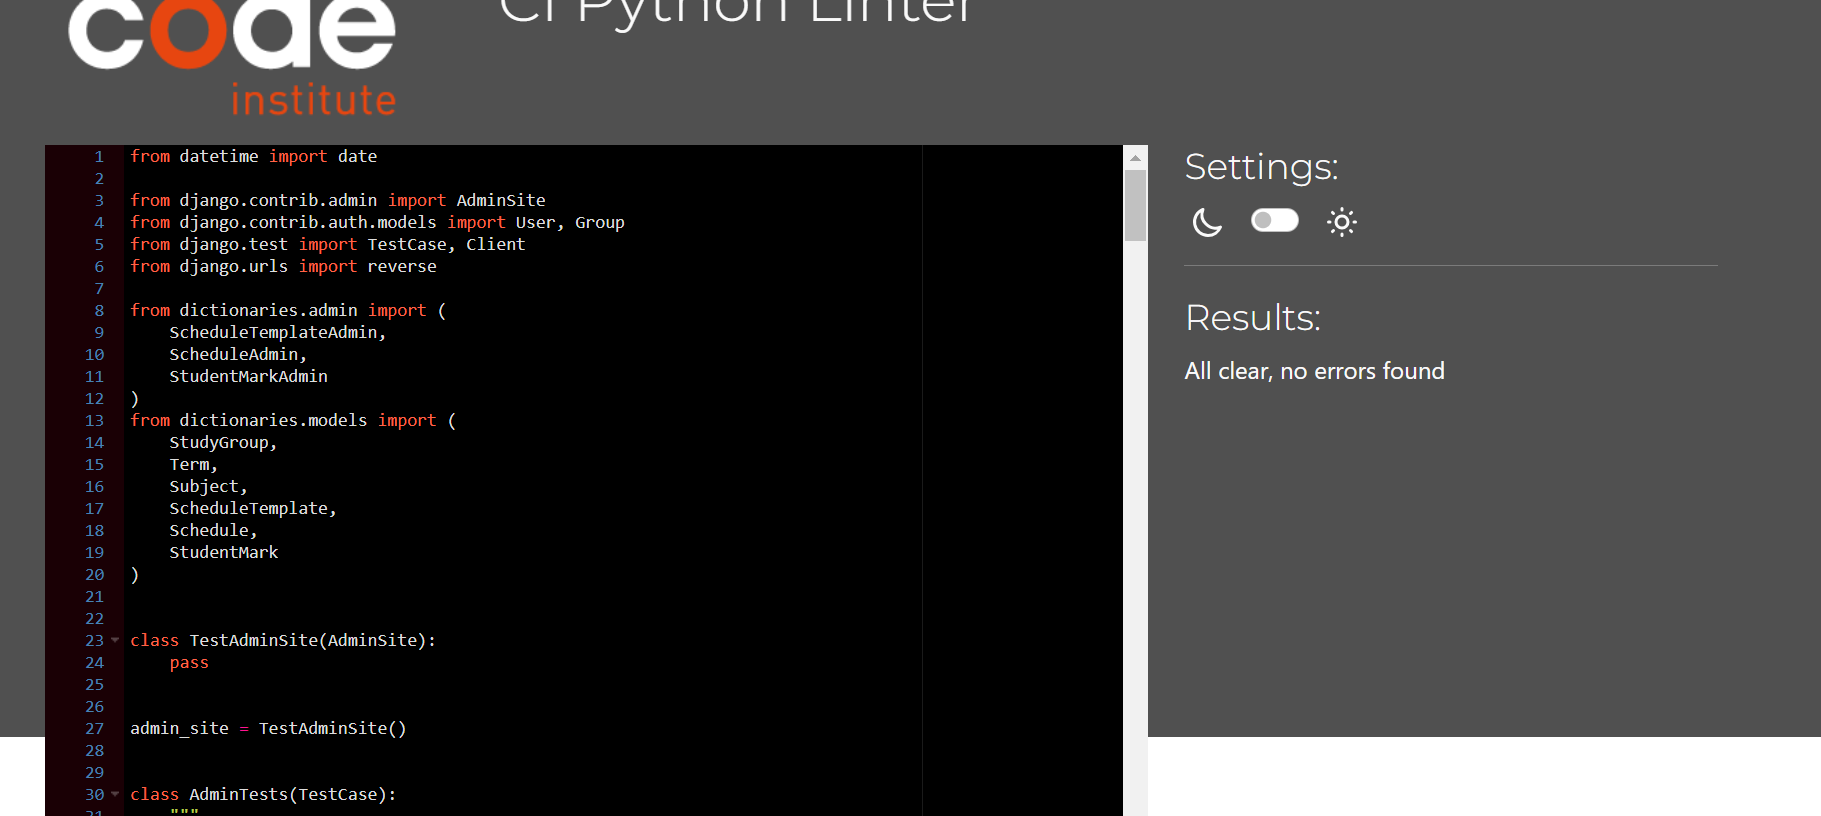 code
institute
CI Python Linter
1 from datetime import date
2
3 from django.contrib.admin import AdminSite
4 from django.contrib.auth.models import User, Group
5 from django.test import TestCase, Client
6 from django.urls import reverse
7
8 from dictionaries.admin import (
9     ScheduleTemplateAdmin,
10     ScheduleAdmin,
11     StudentMarkAdmin
12 )
13 from dictionaries.models import (
14     StudyGroup,
15     Term,
16     Subject,
17     ScheduleTemplate,
18     Schedule,
19     StudentMark
20 )
21
22
23 class TestAdminSite(AdminSite):
24     pass
25
26
27 admin_site = TestAdminSite()
28
29
30 class AdminTests(TestCase):
31     """
Settings:
Results:
All clear, no errors found